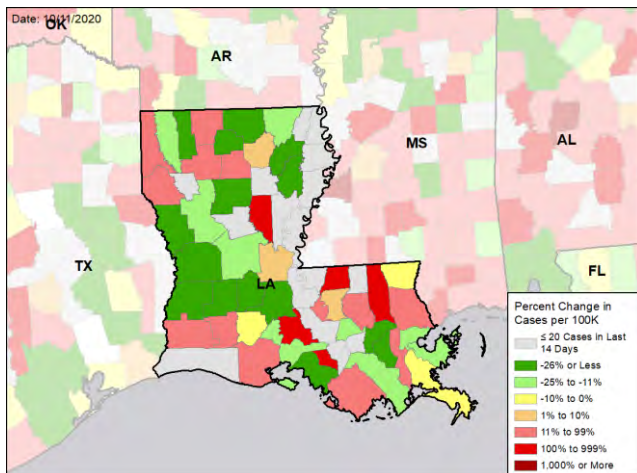 Date: 10/11/2020
OK
AR
MS
AL
TX
LA
FL
Percent Change in
Cases per 100K
≤ 20 Cases in Last
14 Days
-26% or Less
-25% to -11%
-10% to 0%
1% to 10%
11% to 99%
100% to 999%
1,000% or More